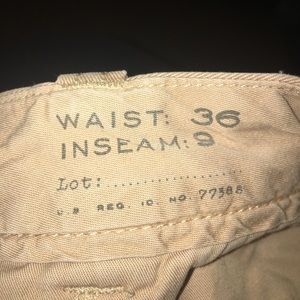 WAIST: 36
INSEAM: 9
Lot:......................
U.S REG. ID. NO. 77388